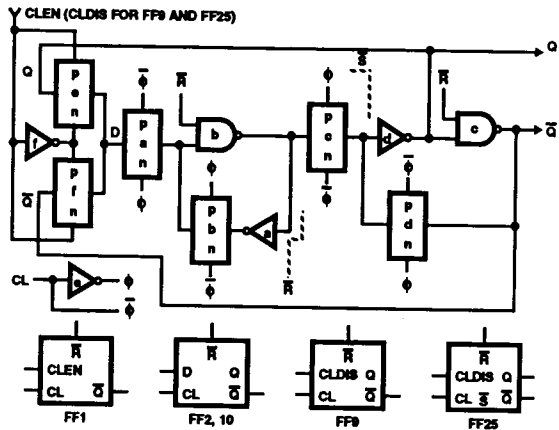 CLEN (CLDIS FOR FF9 AND FF25)
Q
p e n
f
p f n
Q̅
D
ϕ̅
p a n
ϕ
R̅
b
ϕ
p b n
ϕ̅
a
R̅
ϕ
p c n
ϕ̅
S̅
d
R̅
c
ϕ̅
p d n
ϕ
Q
Q̅
CL
e
ϕ
ϕ̅
R̅
CLEN
CL Q̅
FF1
R̅
D Q
CL Q̅
FF2, 10
R̅
CLDIS Q
CL Q̅
FF9
R̅
CLDIS Q
CL S̅ Q̅
FF25